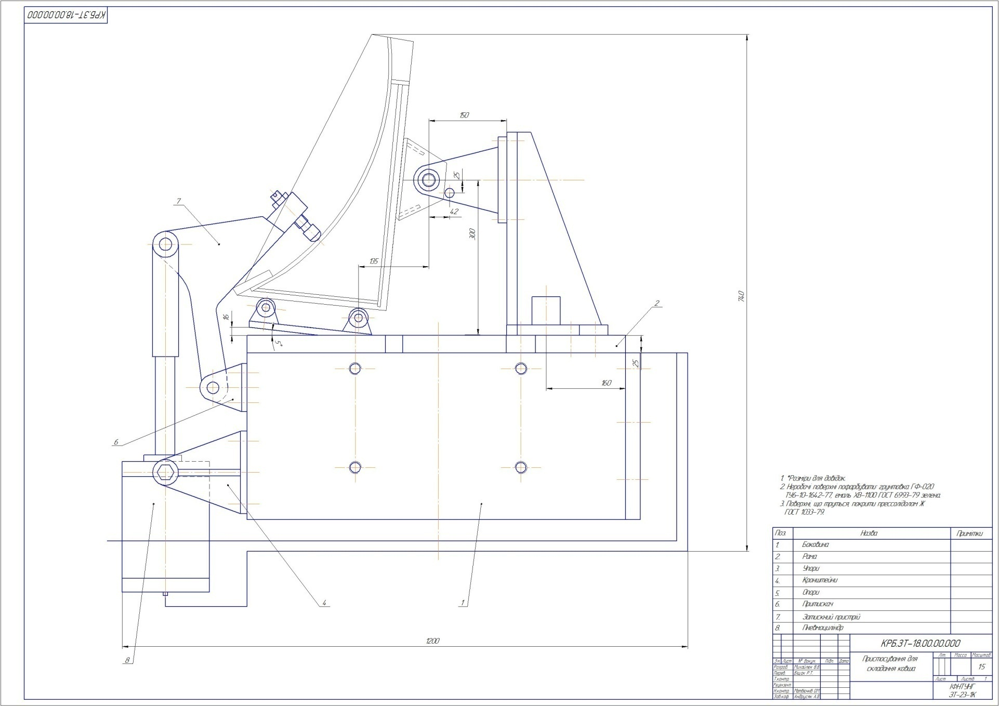 КРБ.ЗТ-18.00.00.000
150
25
7
42
300
135
740
2
16
5°
25
160
6
1. *Розміри для довідок.
2. Неробочі поверхні пофарбувати: грунтовка ГФ-020
ТУ6-10-1642-77, емаль ХВ-1100 ГОСТ 6993-79 зелена.
3. Поверхні, що труться, покрити прессолідолом Ж
ГОСТ 1033-79.
4
1
1200
8
Поз. Назва Примітки
1. Боковина
2. Рама
3. Упори
4. Кронштейни
5. Опори
6. Притискач
7. Затискний пристрій
8. Пневмоциліндр
КРБ.ЗТ-18.00.00.000
Пристосування для
складання ковша
Літ. Масса Масштаб
1:5
Лист Листів 1
ІФНТУНГ
ЗТ-23-1К
Зм. Лист № докум. Підп. Дата
Розроб. Михайлюк В.В.
Перев. Біщак Р.Т.
Т.контр.
Рецензент
Н.контр. Матвієнків О.М.
Зав.каф. Андрусяк А.В.